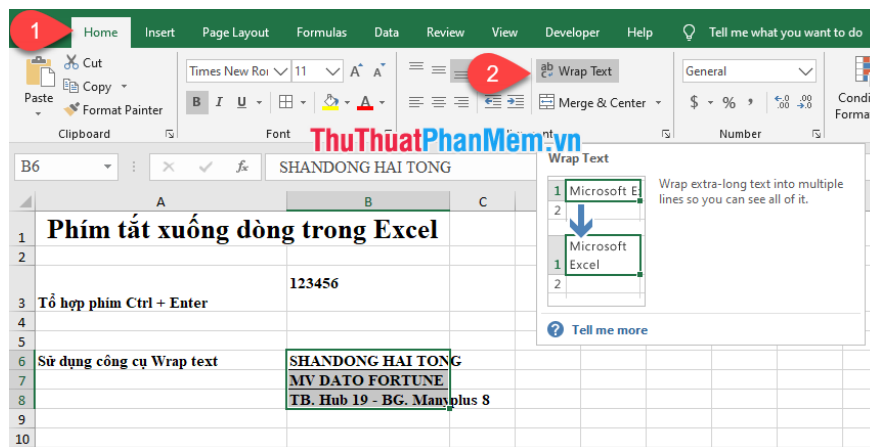 1
Home Insert Page Layout Formulas Data Review View Developer Help Tell me what you want to do
Cut
Copy
Format Painter
Paste
Clipboard
Times New Ro 11
B I U
Font
2
ab Wrap Text
Merge & Center
General
$ % , .0 .00
Number
Condi
Forma
ThuThuatPhanMem.vn
B6 fx SHANDONG HAI TONG
Wrap Text
1 Microsoft E
2
Microsoft
1 Excel
2
Wrap extra-long text into multiple
lines so you can see all of it.
? Tell me more
A B C
1 Phím tắt xuống dòng trong Excel
2
123456
3 Tổ hợp phím Ctrl + Enter
4
5
6 Sử dụng công cụ Wrap text SHANDONG HAI TONG
7 MV DATO FORTUNE
8 TB. Hub 19 - BG. Manyplus 8
9
10